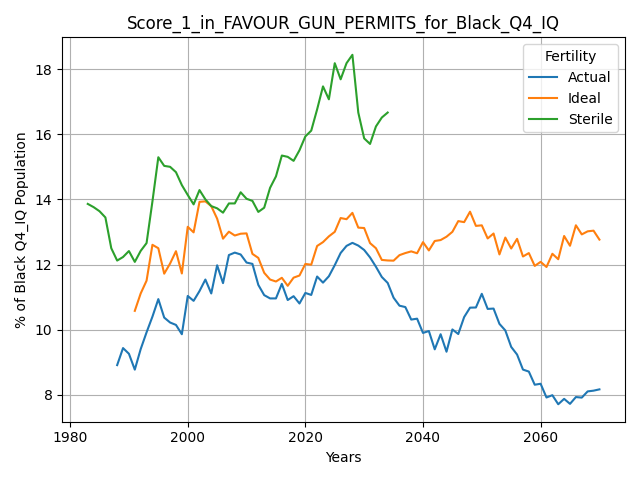 Score_1_in_FAVOUR_GUN_PERMITS_for_Black_Q4_IQ
% of Black Q4_IQ Population
18
16
14
12
10
8
Fertility
Actual
Ideal
Sterile
1980
2000
2020
2040
2060
Years